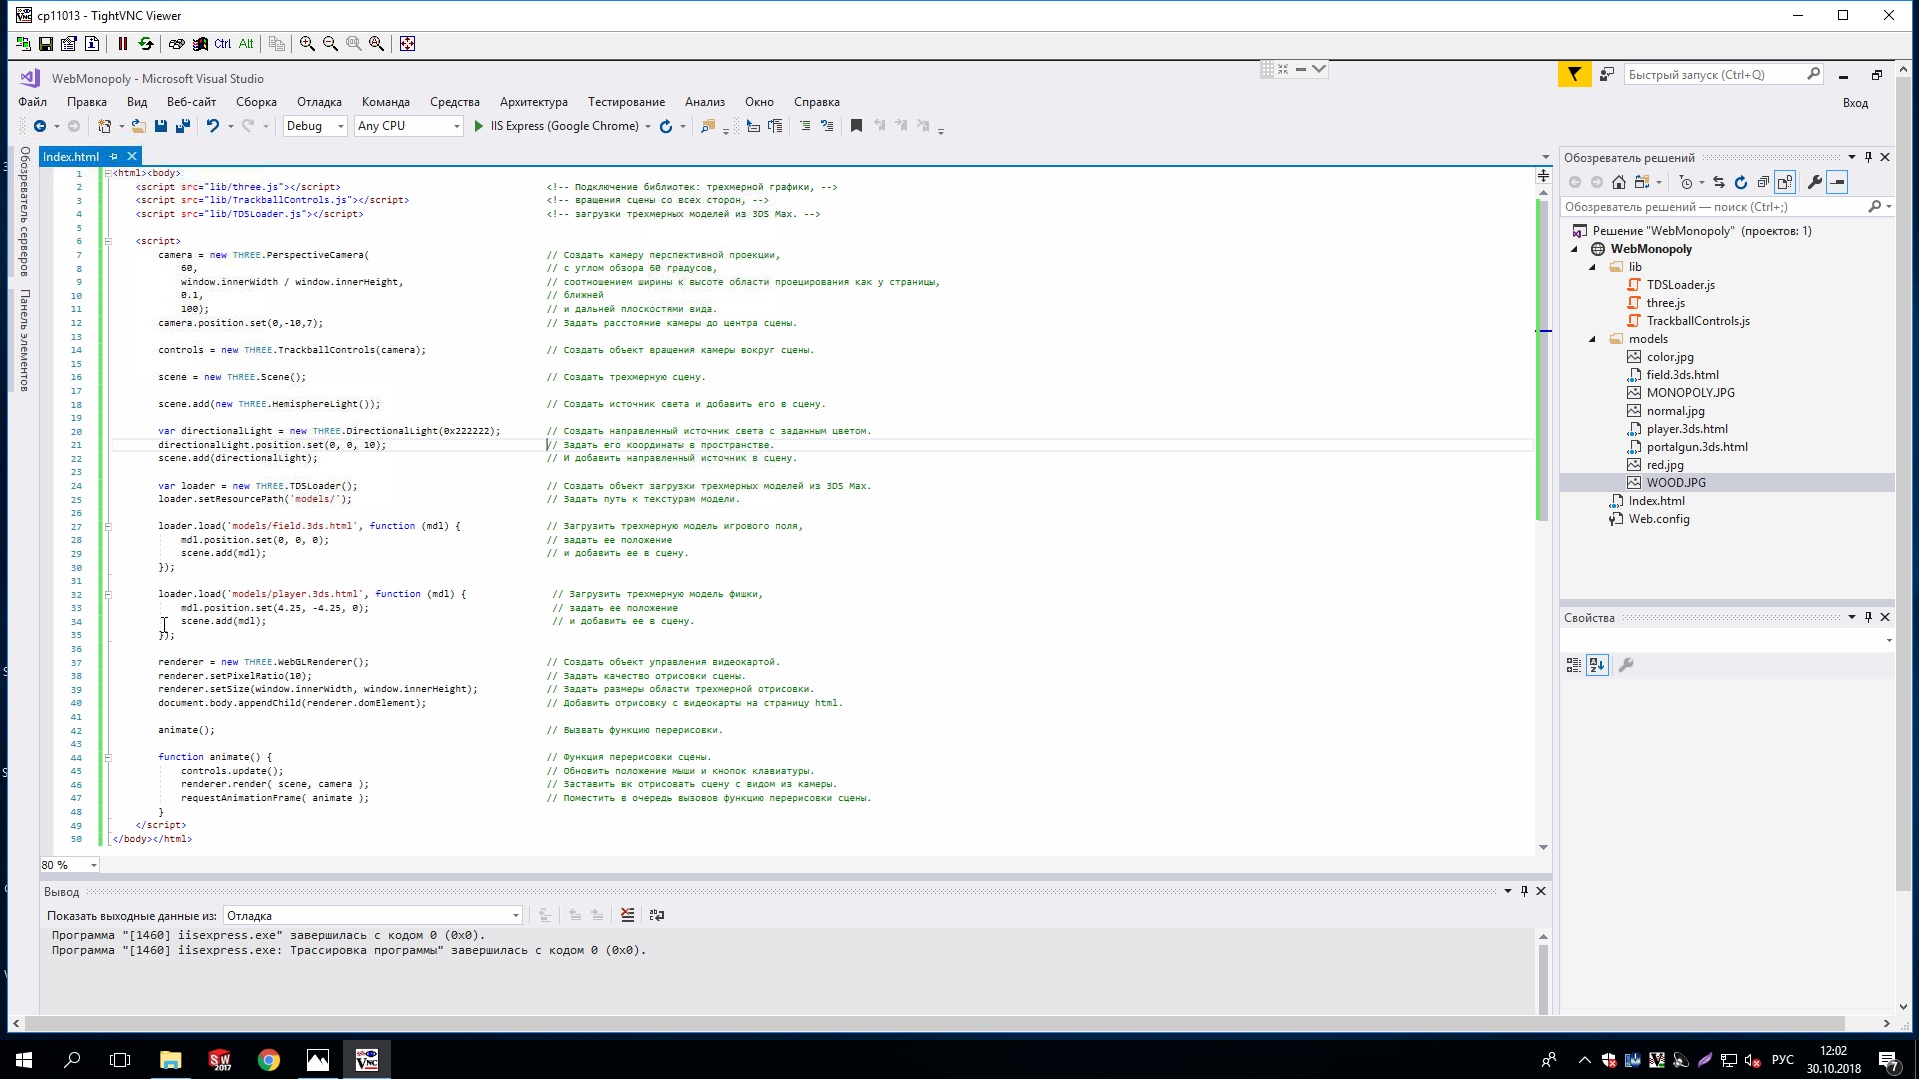 cp11013 - TightVNC Viewer
Ctrl Alt
WebMonopoly - Microsoft Visual Studio
Быстрый запуск (Ctrl+Q)
Файл Правка Вид Веб-сайт Сборка Отладка Команда Средства Архитектура Тестирование Анализ Окно Справка
Вход
Debug Any CPU IIS Express (Google Chrome)
Обозреватель серверов
Панель элементов
Index.html
1 <html><body>
2 <script src="lib/three.js"></script> <!-- Подключение библиотек: трехмерной графики, -->
3 <script src="lib/TrackballControls.js"></script> <!-- вращения сцены со всех сторон, -->
4 <script src="lib/TDSLoader.js"></script> <!-- загрузки трехмерных моделей из 3DS Max. -->
5
6 <script>
7 camera = new THREE.PerspectiveCamera( // Создать камеру перспективной проекции,
8 60, // с углом обзора 60 градусов,
9 window.innerWidth / window.innerHeight, // соотношением ширины к высоте области проецирования как у страницы,
10 0.1, // ближней
11 100); // и дальней плоскостями вида.
12 camera.position.set(0,-10,7); // Задать расстояние камеры до центра сцены.
13
14 controls = new THREE.TrackballControls(camera); // Создать объект вращения камеры вокруг сцены.
15
16 scene = new THREE.Scene(); // Создать трехмерную сцену.
17
18 scene.add(new THREE.HemisphereLight()); // Создать источник света и добавить его в сцену.
19
20 var directionalLight = new THREE.DirectionalLight(0x222222); // Создать направленный источник света с заданным цветом.
21 directionalLight.position.set(0, 0, 10); // Задать его координаты в пространстве.
22 scene.add(directionalLight); // И добавить направленный источник в сцену.
23
24 var loader = new THREE.TDSLoader(); // Создать объект загрузки трехмерных моделей из 3DS Max.
25 loader.setResourcePath('models/'); // Задать путь к текстурам модели.
26
27 loader.load('models/field.3ds.html', function (mdl) { // Загрузить трехмерную модель игрового поля,
28 mdl.position.set(0, 0, 0); // задать ее положение
29 scene.add(mdl); // и добавить ее в сцену.
30 });
31
32 loader.load('models/player.3ds.html', function (mdl) { // Загрузить трехмерную модель фишки,
33 mdl.position.set(4.25, -4.25, 0); // задать ее положение
34 scene.add(mdl); // и добавить ее в сцену.
35 });
36
37 renderer = new THREE.WebGLRenderer(); // Создать объект управления видеокартой.
38 renderer.setPixelRatio(10); // Задать качество отрисовки сцены.
39 renderer.setSize(window.innerWidth, window.innerHeight); // Задать размеры области трехмерной отрисовки.
40 document.body.appendChild(renderer.domElement); // Добавить отрисовку с видеокарты на страницу html.
41
42 animate(); // Вызвать функцию перерисовки.
43
44 function animate() { // Функция перерисовки сцены.
45 controls.update(); // Обновить положение мыши и кнопок клавиатуры.
46 renderer.render( scene, camera ); // Заставить вк отрисовать сцену с видом из камеры.
47 requestAnimationFrame( animate ); // Поместить в очередь вызовов функцию перерисовки сцены.
48 }
49 </script>
50 </body></html>
80 %
Вывод
Показать выходные данные из: Отладка
Программа "[1460] iisexpress.exe" завершилась с кодом 0 (0x0).
Программа "[1460] iisexpress.exe: Трассировка программы" завершилась с кодом 0 (0x0).
Обозреватель решений
Обозреватель решений — поиск (Ctrl+;)
Решение "WebMonopoly" (проектов: 1)
WebMonopoly
lib
TDSLoader.js
three.js
TrackballControls.js
models
color.jpg
field.3ds.html
MONOPOLY.JPG
normal.jpg
player.3ds.html
portalgun.3ds.html
red.jpg
WOOD.JPG
Index.html
Web.config
Свойства
SW
2017
VNC
РУС
12:02
30.10.2018
7